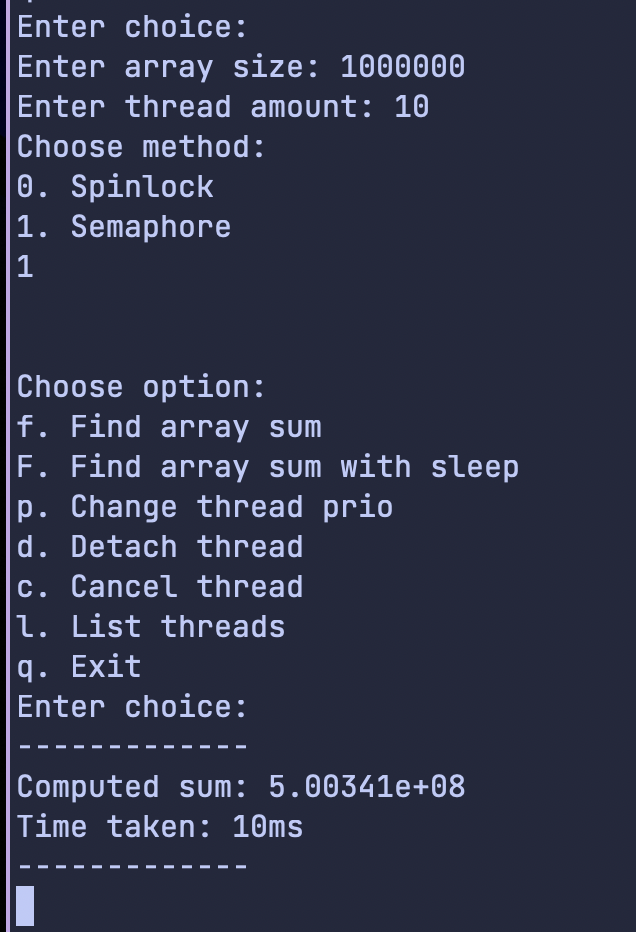 Enter choice:
Enter array size: 1000000
Enter thread amount: 10
Choose method:
0. Spinlock
1. Semaphore
1
Choose option:
f. Find array sum
F. Find array sum with sleep
p. Change thread prio
d. Detach thread
c. Cancel thread
l. List threads
q. Exit
Enter choice:
-------------
Computed sum: 5.00341e+08
Time taken: 10ms
-------------